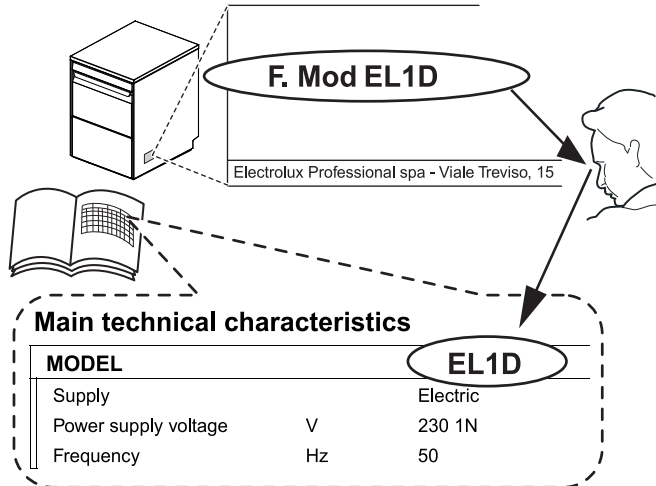 F. Mod EL1D
Electrolux Professional spa - Viale Treviso, 15
Main technical characteristics
MODEL EL1D
Supply Electric
Power supply voltage V 230 1N
Frequency Hz 50